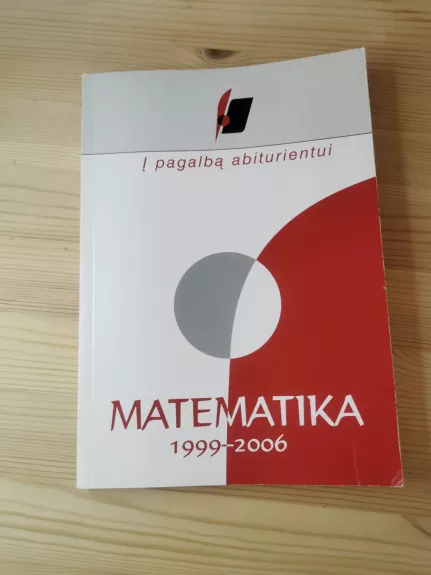 Į pagalbą abiturientui
MATEMATIKA
1999–2006